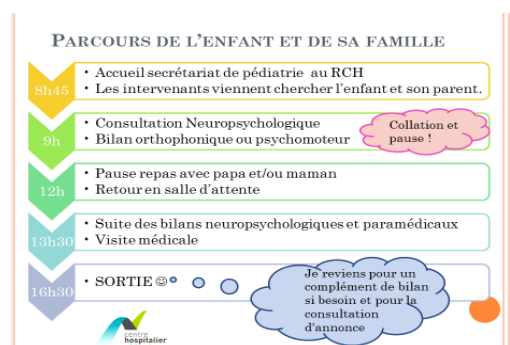 PARCOURS DE L'ENFANT ET DE SA FAMILLE
8h45
• Accueil secrétariat de pédiatrie au RCH
• Les intervenants viennent chercher l'enfant et son parent.
9h
• Consultation Neuropsychologique
• Bilan orthophonique ou psychomoteur
Collation et
pause !
12h
• Pause repas avec papa et/ou maman
• Retour en salle d'attente
13h30
• Suite des bilans neuropsychologiques et paramédicaux
• Visite médicale
16h30
• SORTIE ☺
Je reviens pour un
complément de bilan
si besoin et pour la
consultation
d'annonce
centre
hospitalier